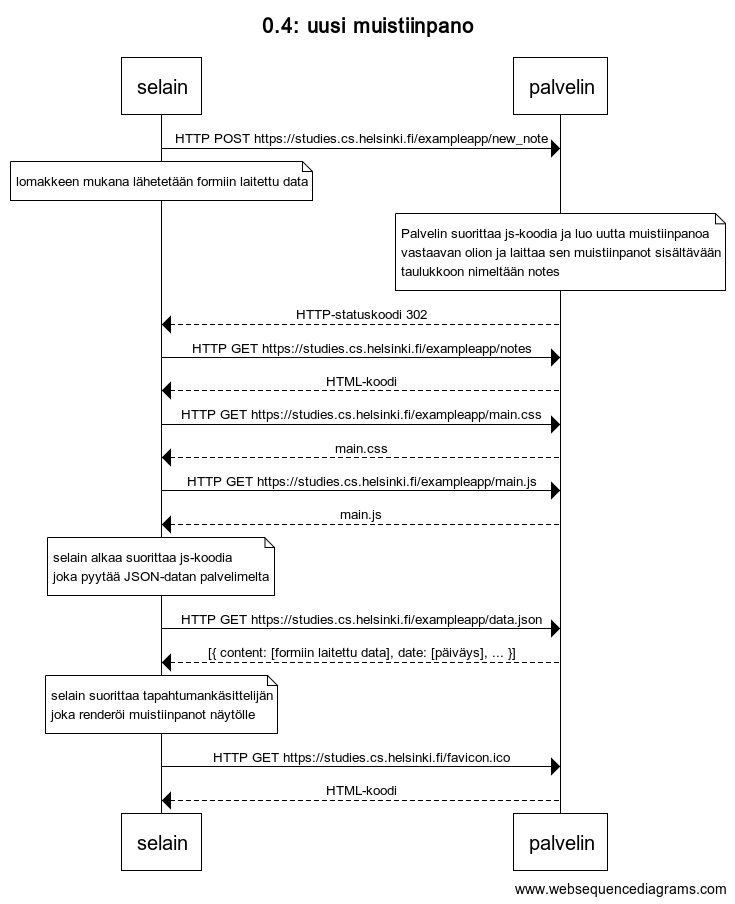 0.4: uusi muistiinpano
selain
palvelin
HTTP POST https://studies.cs.helsinki.fi/exampleapp/new_note
lomakkeen mukana lähetetään formiin laitettu data
Palvelin suorittaa js-koodia ja luo uutta muistiinpanoa
vastaavan olion ja laittaa sen muistiinpanot sisältävään
taulukkoon nimeltään notes
HTTP-statuskoodi 302
HTTP GET https://studies.cs.helsinki.fi/exampleapp/notes
HTML-koodi
HTTP GET https://studies.cs.helsinki.fi/exampleapp/main.css
main.css
HTTP GET https://studies.cs.helsinki.fi/exampleapp/main.js
main.js
selain alkaa suorittaa js-koodia
joka pyytää JSON-datan palvelimelta
HTTP GET https://studies.cs.helsinki.fi/exampleapp/data.json
[{ content: [formiin laitettu data], date: [päiväys], ... }]
selain suorittaa tapahtumankäsittelijän
joka renderöi muistiinpanot näytölle
HTTP GET https://studies.cs.helsinki.fi/favicon.ico
HTML-koodi
selain
palvelin
www.websequencediagrams.com